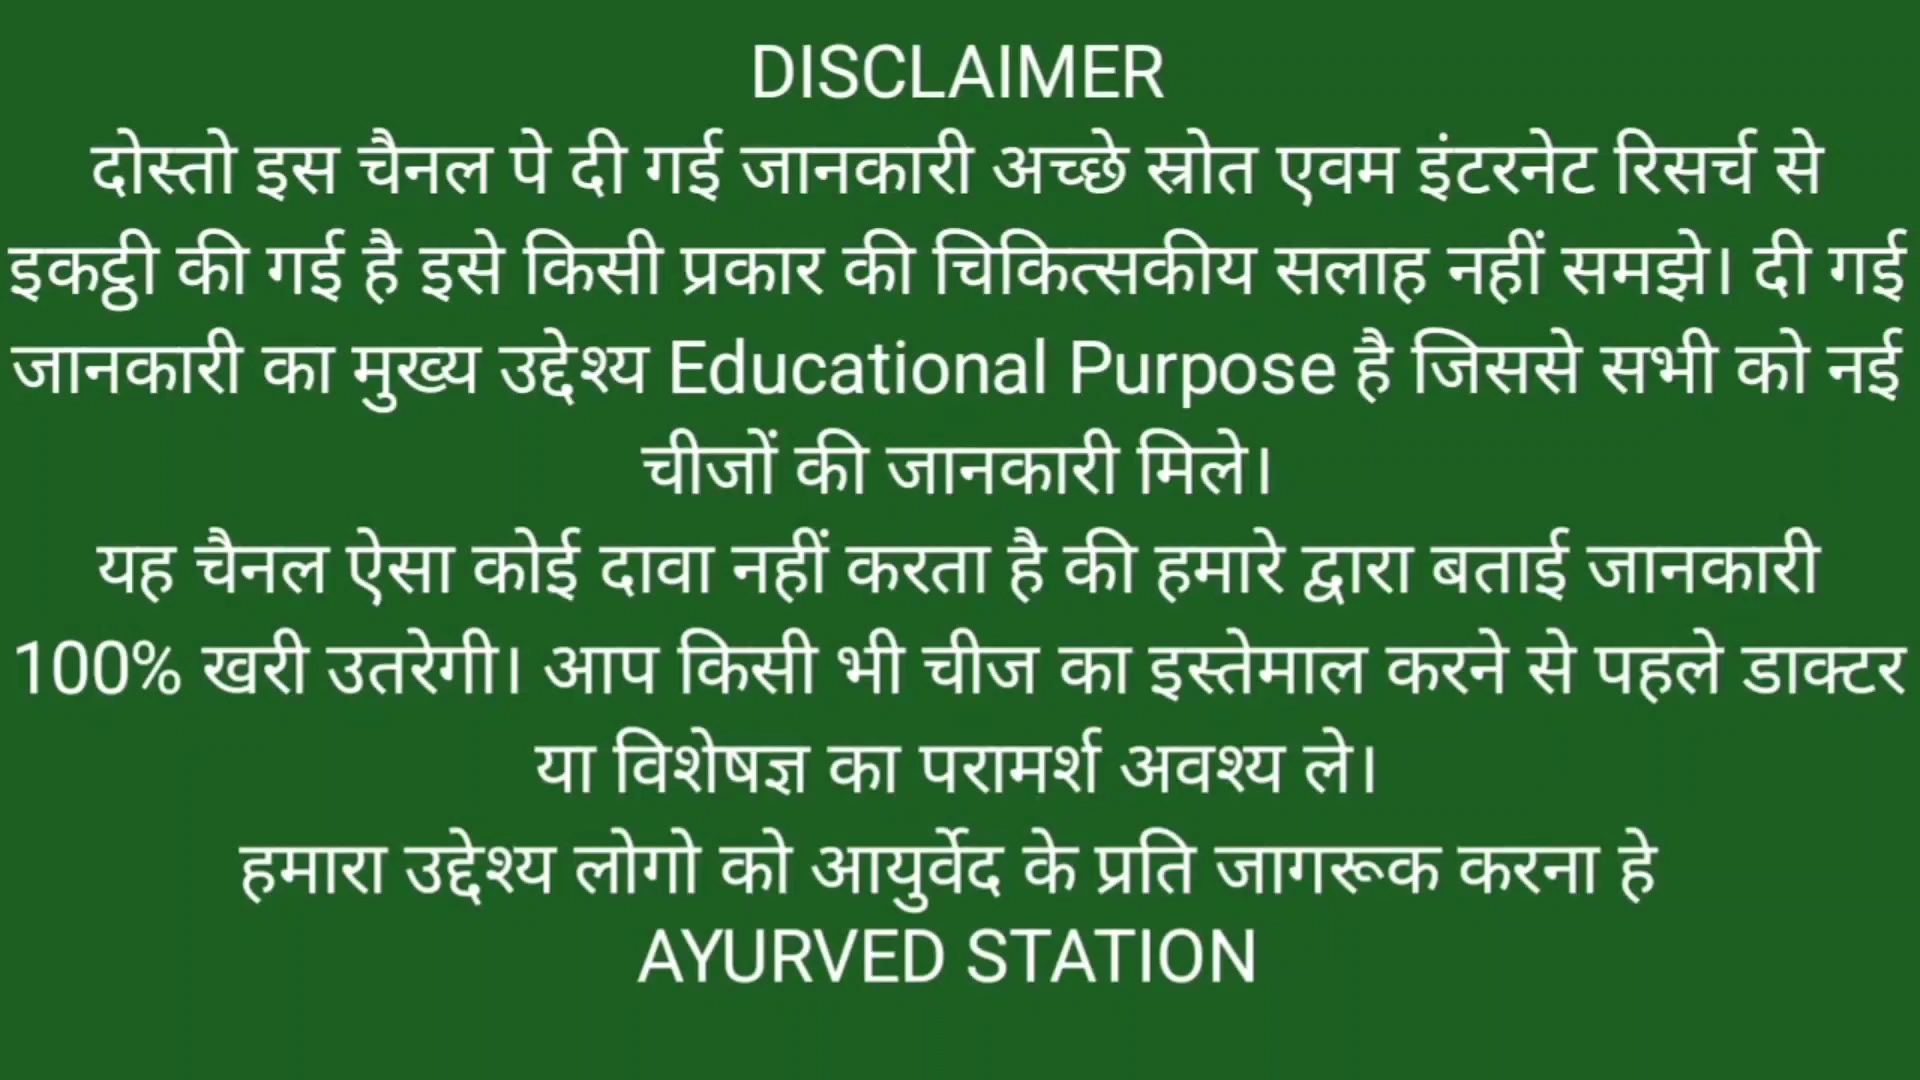 DISCLAIMER
दोस्तो इस चैनल पे दी गई जानकारी अच्छे स्रोत एवम इंटरनेट रिसर्च से
इकट्ठी की गई है इसे किसी प्रकार की चिकित्सकीय सलाह नहीं समझे। दी गई
जानकारी का मुख्य उद्देश्य Educational Purpose है जिससे सभी को नई
चीजों की जानकारी मिले।
यह चैनल ऐसा कोई दावा नहीं करता है की हमारे द्वारा बताई जानकारी
100% खरी उतरेगी। आप किसी भी चीज का इस्तेमाल करने से पहले डाक्टर
या विशेषज्ञ का परामर्श अवश्य ले।
हमारा उद्देश्य लोगो को आयुर्वेद के प्रति जागरूक करना हे
AYURVED STATION